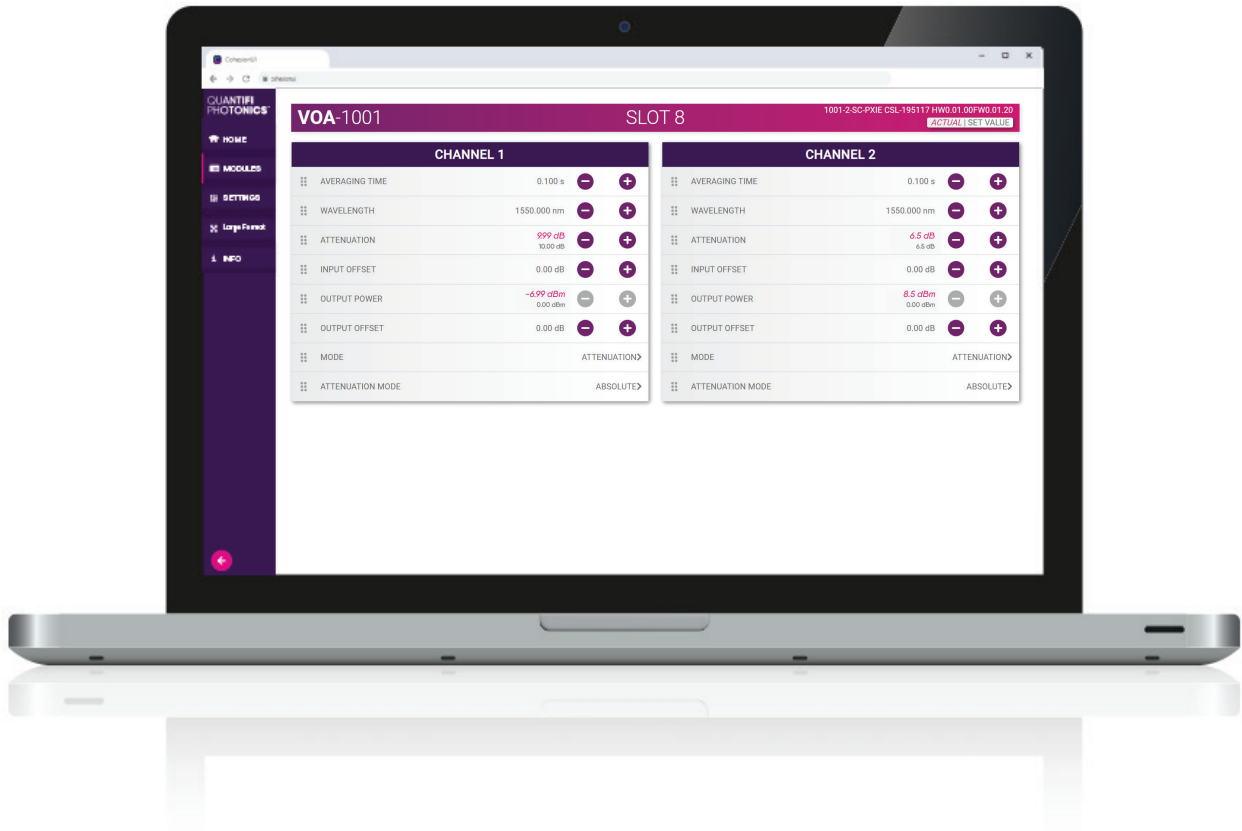 CohesionUI
QUANTIFI
PHOTONICS™
HOME
MODULES
SETTINGS
Large Format
INFO
VOA-1001
SLOT 8
1001-2-SC-PXIE CSL-195117 HW0.01.00FW0.01.20
ACTUAL | SET VALUE
CHANNEL 1
AVERAGING TIME 0.100 s
WAVELENGTH 1550.000 nm
ATTENUATION 9.99 dB
10.00 dB
INPUT OFFSET 0.00 dB
OUTPUT POWER -6.99 dBm
0.00 dBm
OUTPUT OFFSET 0.00 dB
MODE ATTENUATION>
ATTENUATION MODE ABSOLUTE>
CHANNEL 2
AVERAGING TIME 0.100 s
WAVELENGTH 1550.000 nm
ATTENUATION 6.5 dB
6.5 dB
INPUT OFFSET 0.00 dB
OUTPUT POWER 8.5 dBm
0.00 dBm
OUTPUT OFFSET 0.00 dB
MODE ATTENUATION>
ATTENUATION MODE ABSOLUTE>